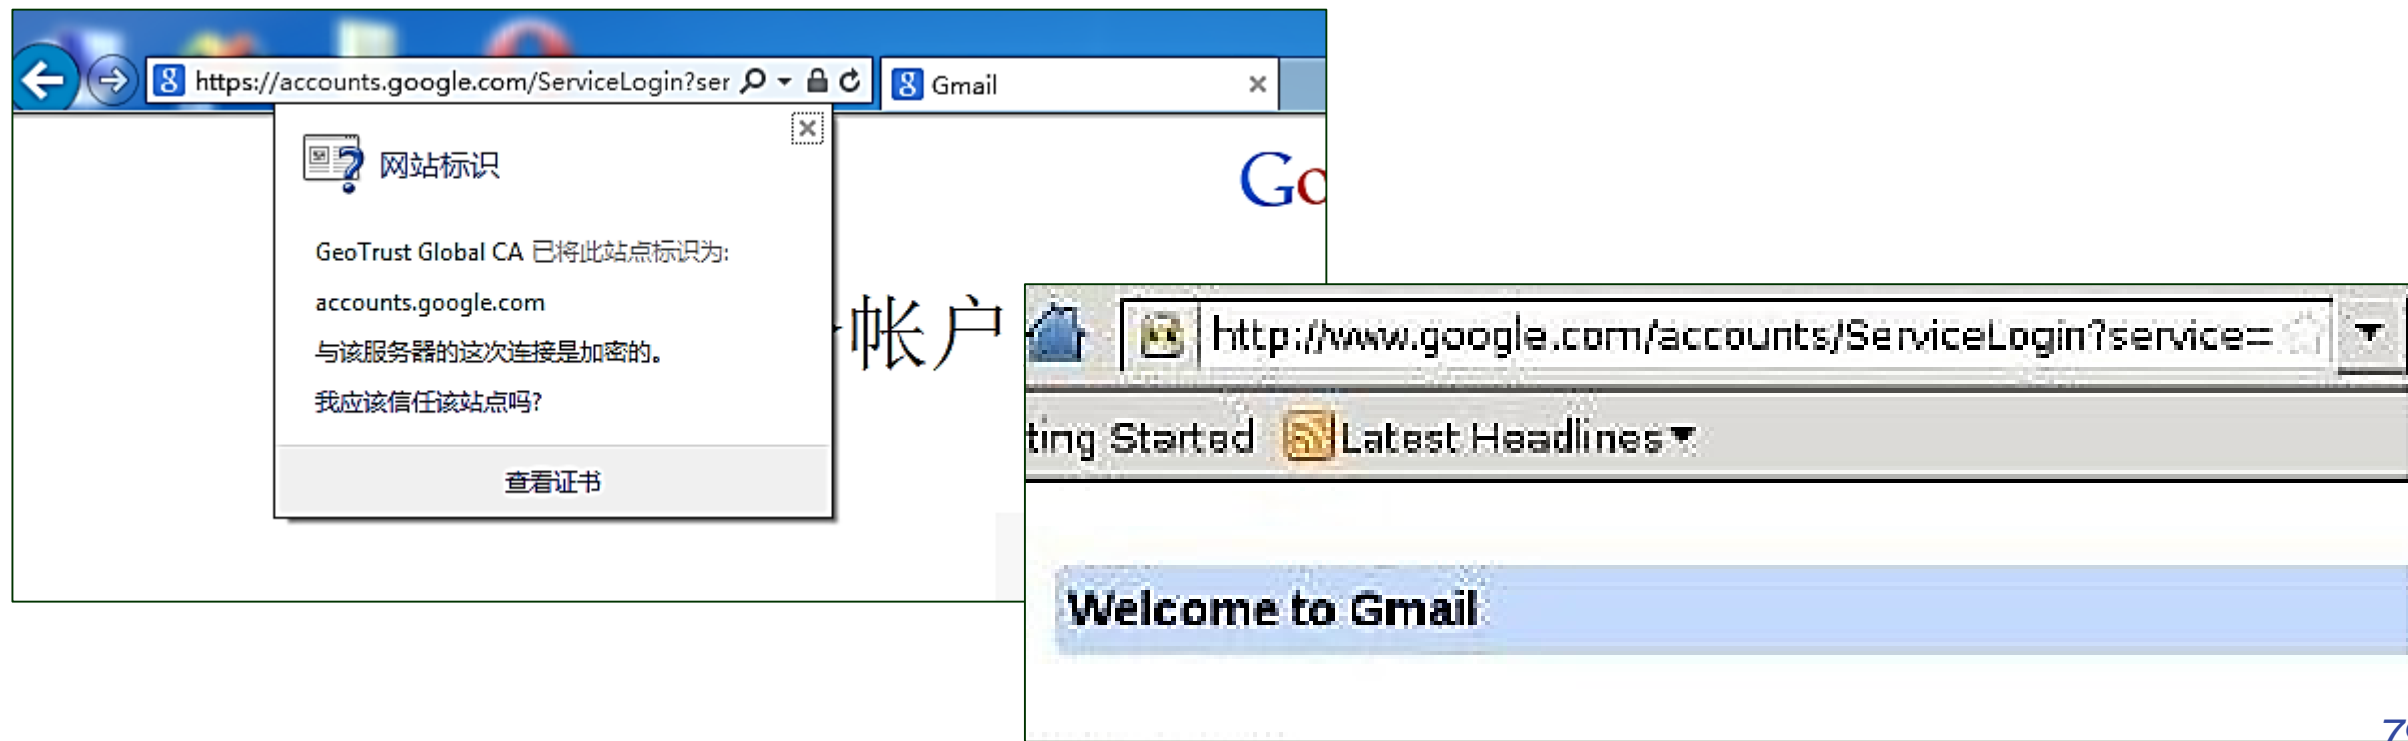 https://accounts.google.com/ServiceLogin?ser
Gmail
网站标识
GeoTrust Global CA 已将此站点标识为:
accounts.google.com
与该服务器的这次连接是加密的。
我应该信任该站点吗?
查看证书
Go
帐户
http://www.google.com/accounts/ServiceLogin?service=
ting Started Latest Headlines
Welcome to Gmail